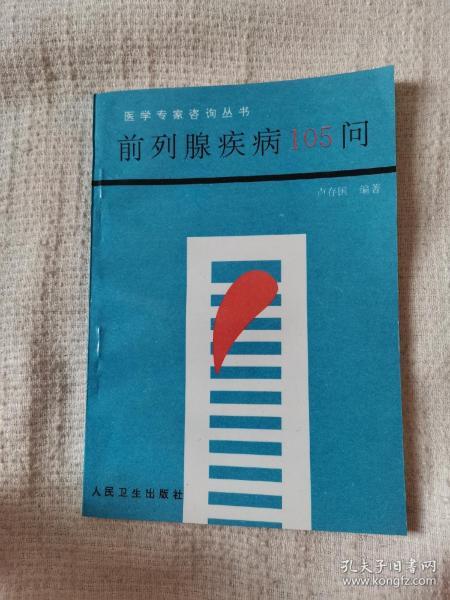 医学专家咨询丛书
前列腺疾病105问
卢存国 编著
人民卫生出版社
孔夫子旧书网
www.kongfz.com